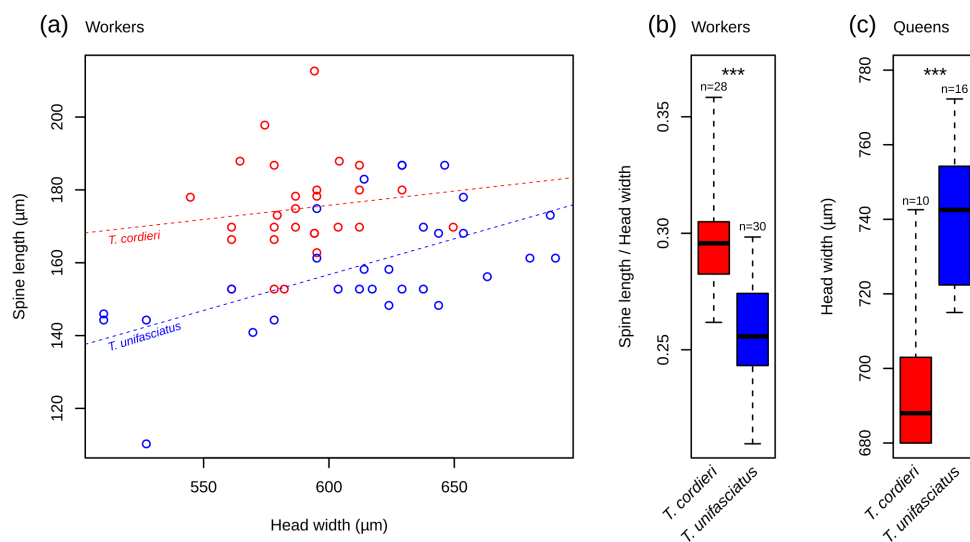 (a) Workers
Spine length (µm)
200
180
160
140
120
T. cordieri
T. unifasciatus
550 600 650
Head width (µm)
(b) Workers
Spine length / Head width
0.35
0.30
0.25
***
n=28
n=30
T. cordieri
T. unifasciatus
(c) Queens
Head width (µm)
780
760
740
720
700
680
***
n=16
n=10
T. cordieri
T. unifasciatus